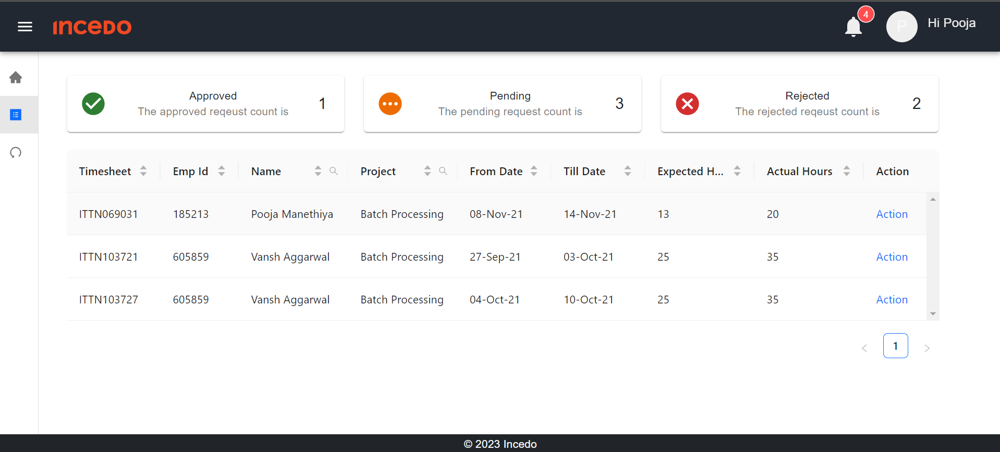 INCEDO
4
P
Hi Pooja
Approved
The approved reqeust count is
1
Pending
The pending request count is
3
Rejected
The rejected reqeust count is
2
Timesheet Emp Id Name Project From Date Till Date Expected H... Actual Hours Action
ITTN069031 185213 Pooja Manethiya Batch Processing 08-Nov-21 14-Nov-21 13 20 Action
ITTN103721 605859 Vansh Aggarwal Batch Processing 27-Sep-21 03-Oct-21 25 35 Action
ITTN103727 605859 Vansh Aggarwal Batch Processing 04-Oct-21 10-Oct-21 25 35 Action
< 1 >
© 2023 Incedo